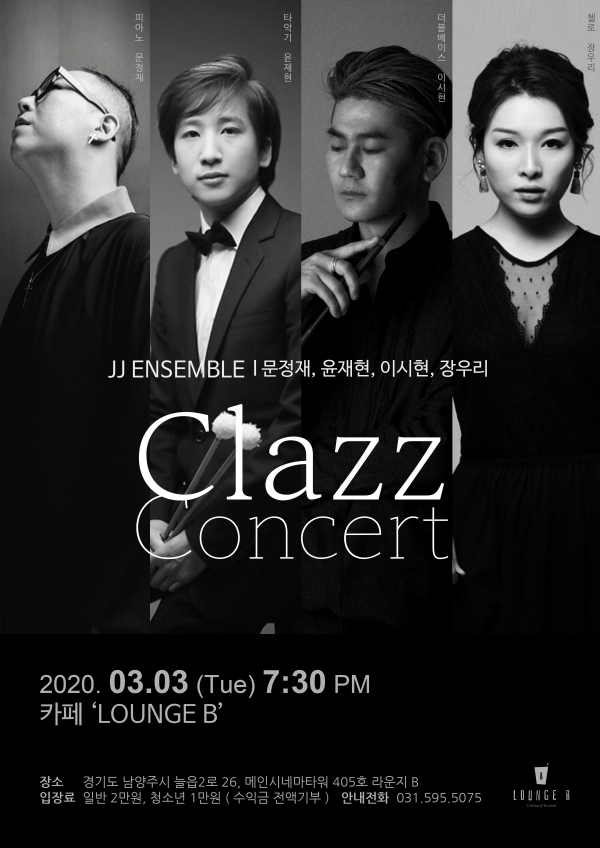 피아노 문정재
타악기 윤재현
더블베이스 이시현
첼로 장우리
JJ ENSEMBLE | 문정재, 윤재현, 이시현, 장우리
Clazz
Concert
2020. 03.03 (Tue) 7:30 PM
카페 ‘LOUNGE B’
장소 경기도 남양주시 늘을2로 26, 메인시네마타워 405호 라운지 B
입장료 일반 2만원, 청소년 1만원 ( 수익금 전액기부 ) 안내전화 031.595.5075
LOUNGE B